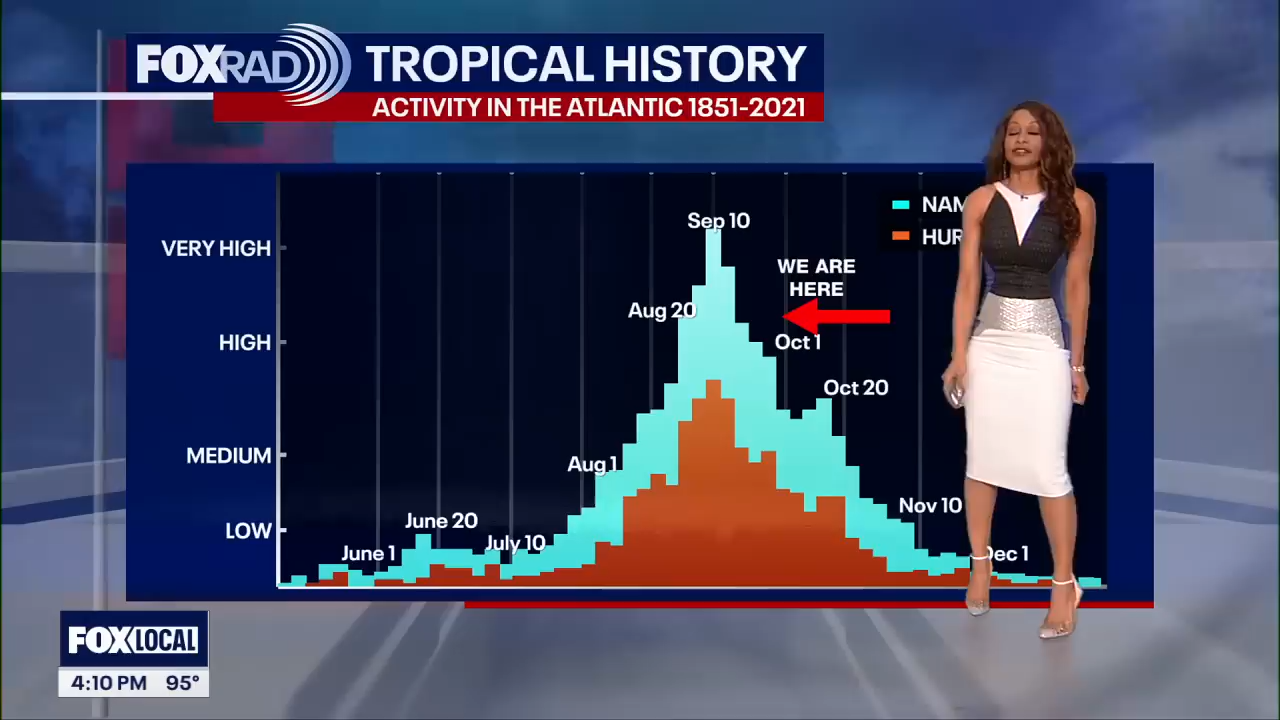 FOXRAD
TROPICAL HISTORY
ACTIVITY IN THE ATLANTIC 1851-2021
Sep 10
NAM
HUR
VERY HIGH
WE ARE
HERE
Aug 20
HIGH
Oct 1
Oct 20
MEDIUM
Aug 1
Nov 10
LOW
June 20
July 10
June 1
Dec 1
FOX LOCAL
4:10 PM 95°